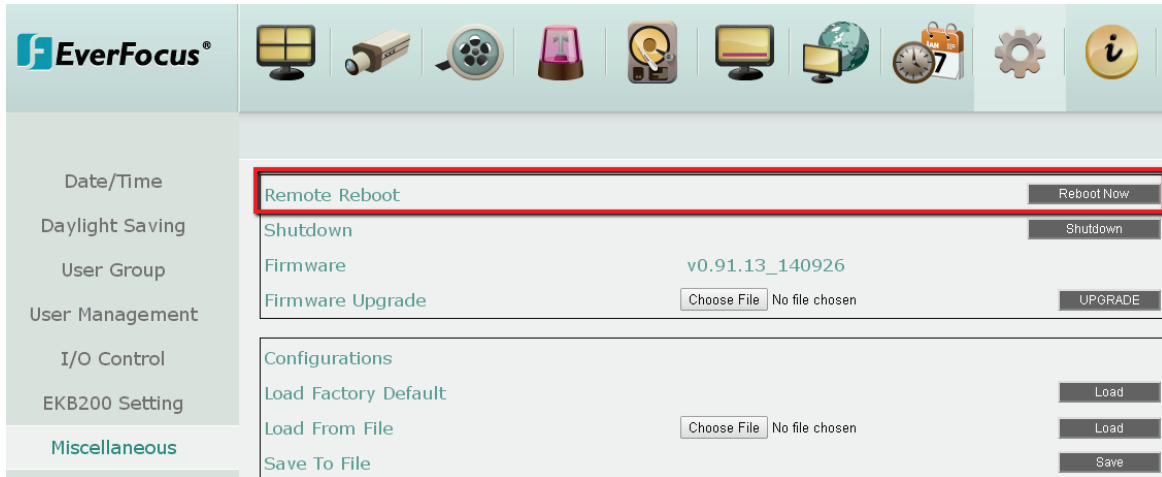 EverFocus®
JAN
7
i
Date/Time
Daylight Saving
User Group
User Management
I/O Control
EKB200 Setting
Miscellaneous
Remote Reboot Reboot Now
Shutdown Shutdown
Firmware v0.91.13_140926
Firmware Upgrade Choose File No file chosen UPGRADE
Configurations
Load Factory Default Load
Load From File Choose File No file chosen Load
Save To File Save